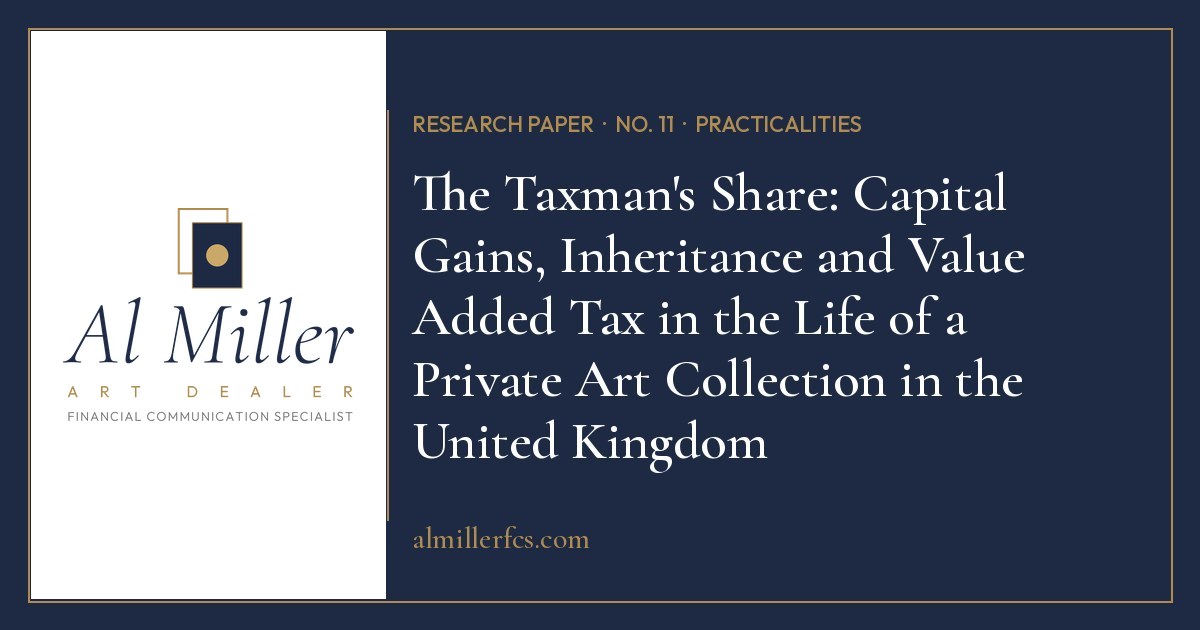 Al Miller
ART DEALER
FINANCIAL COMMUNICATION SPECIALIST
RESEARCH PAPER · NO. 11 · PRACTICALITIES
The Taxman's Share: Capital
Gains, Inheritance and Value
Added Tax in the Life of a
Private Art Collection in the
United Kingdom
almillerfcs.com